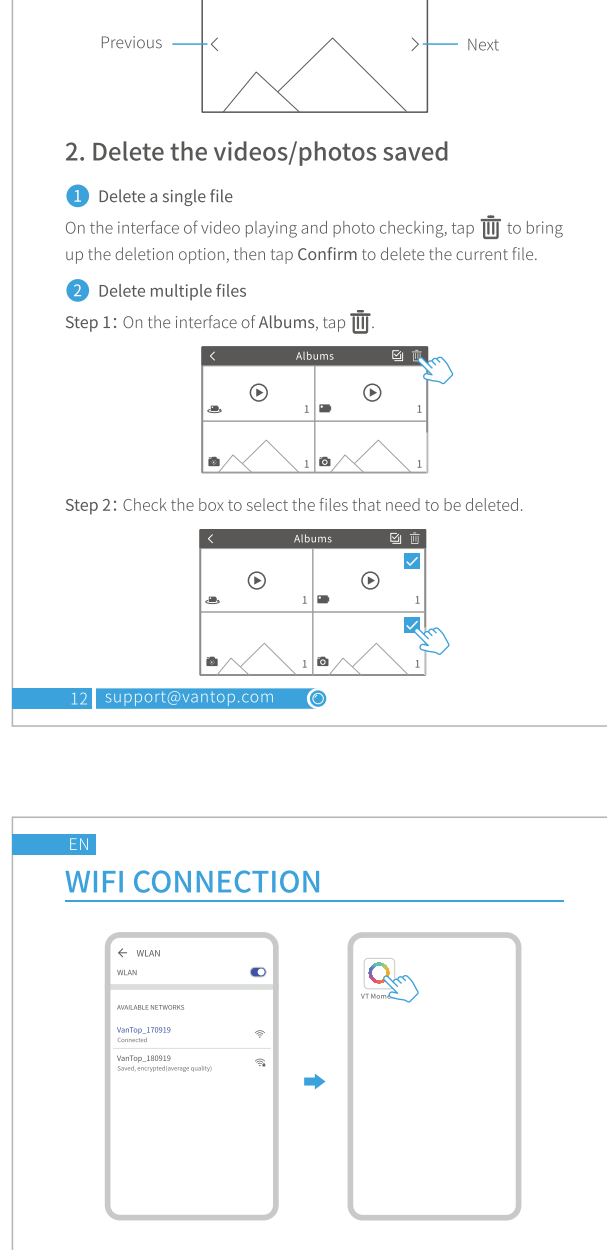 Previous
Next
2. Delete the videos/photos saved
1 Delete a single file
On the interface of video playing and photo checking, tap to bring
up the deletion option, then tap Confirm to delete the current file.
2 Delete multiple files
Step 1: On the interface of Albums, tap .
Albums
1 1
1 1
Step 2: Check the box to select the files that need to be deleted.
Albums
1 1
1 1
12 support@vantop.com
EN
WIFI CONNECTION
WLAN
WLAN
AVAILABLE NETWORKS
VanTop_170919
Connected
VanTop_180919
Saved, encrypted(average quality)
VT Mome